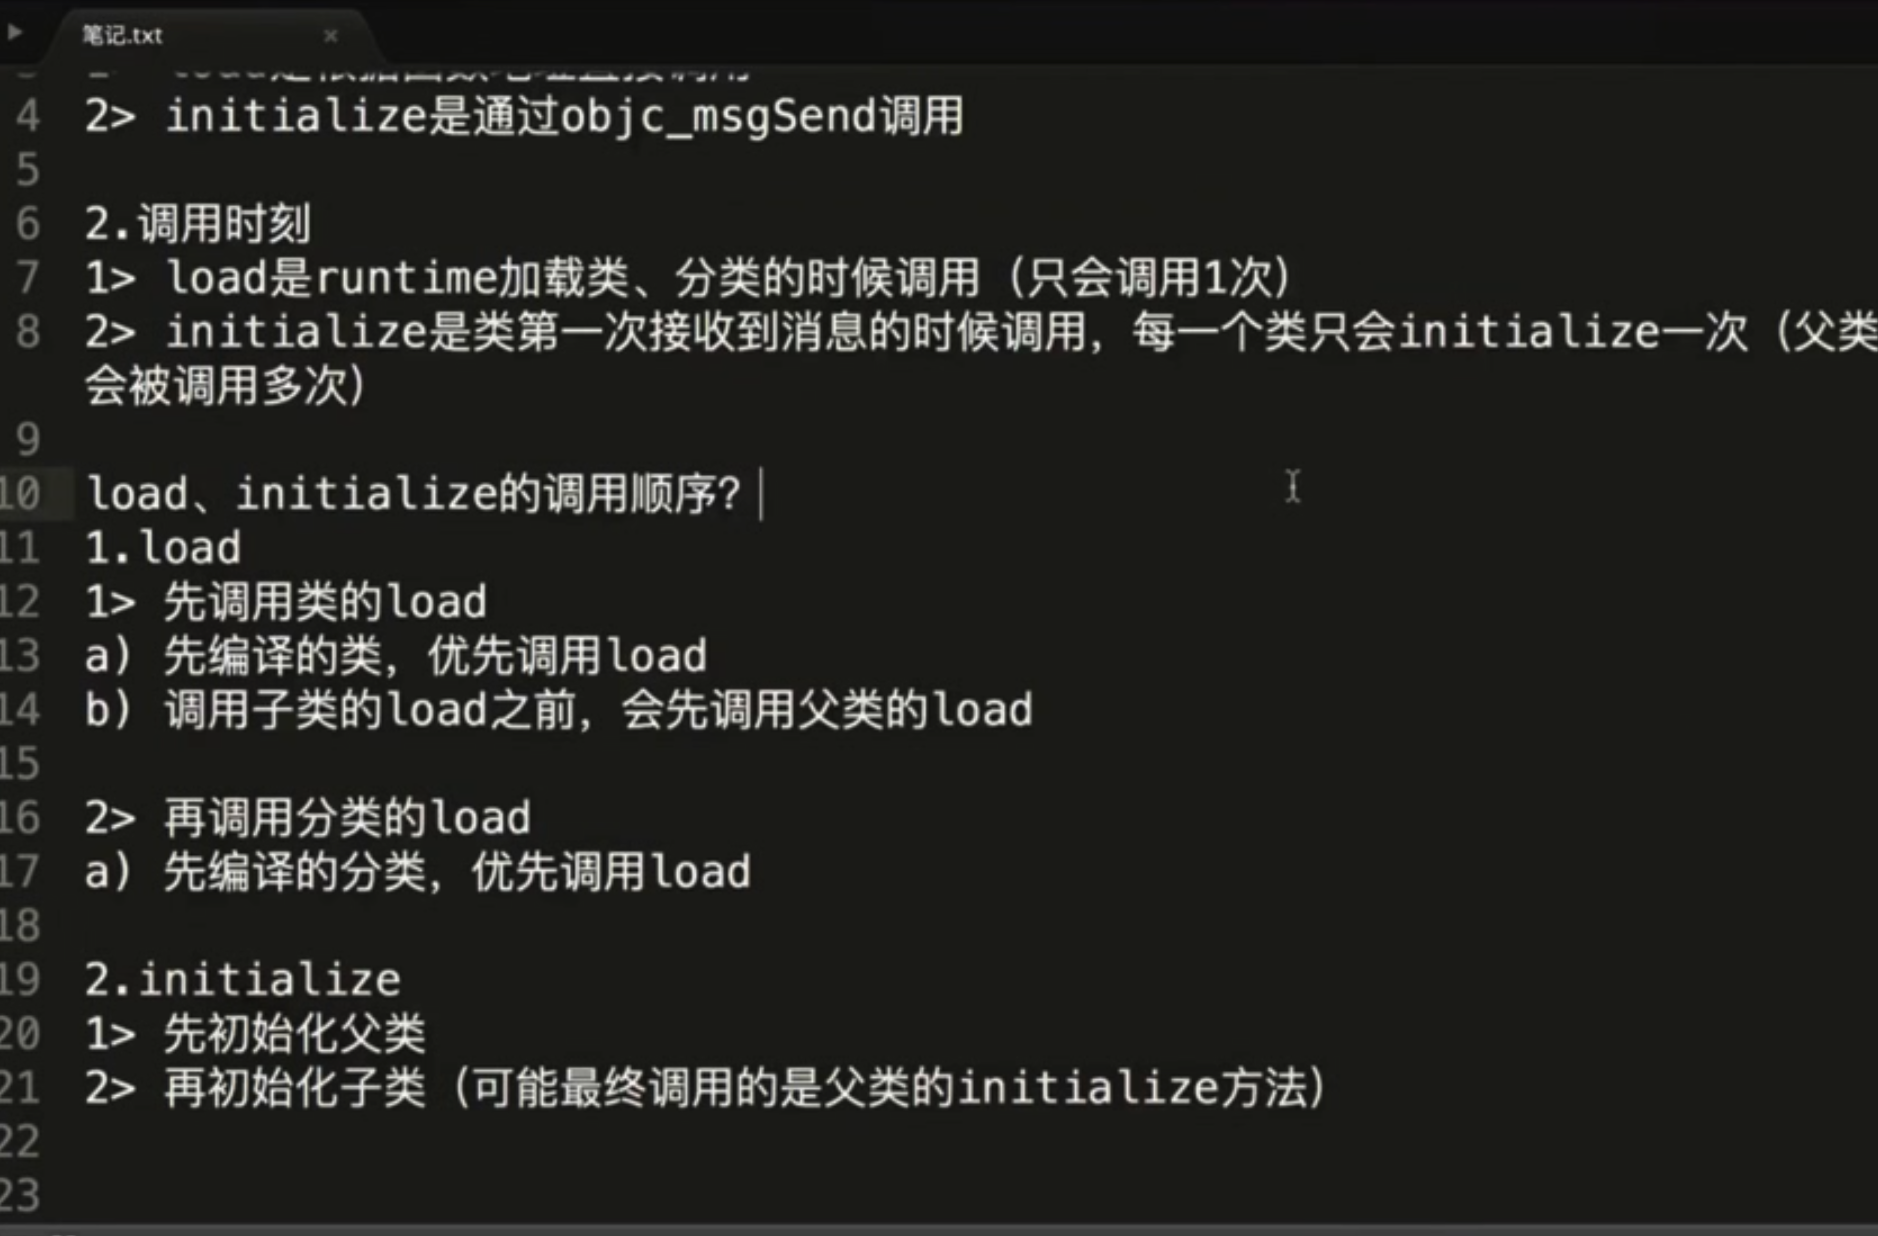 笔记.txt
4 2> initialize是通过objc_msgSend调用
5
6 2.调用时刻
7 1> load是runtime加载类、分类的时候调用（只会调用1次）
8 2> initialize是类第一次接收到消息的时候调用，每一个类只会initialize一次（父类
会被调用多次）
9
10 load、initialize的调用顺序？
11 1.load
12 1> 先调用类的load
13 a) 先编译的类，优先调用load
14 b) 调用子类的load之前，会先调用父类的load
15
16 2> 再调用分类的load
17 a) 先编译的分类，优先调用load
18
19 2.initialize
20 1> 先初始化父类
21 2> 再初始化子类（可能最终调用的是父类的initialize方法）
22
23